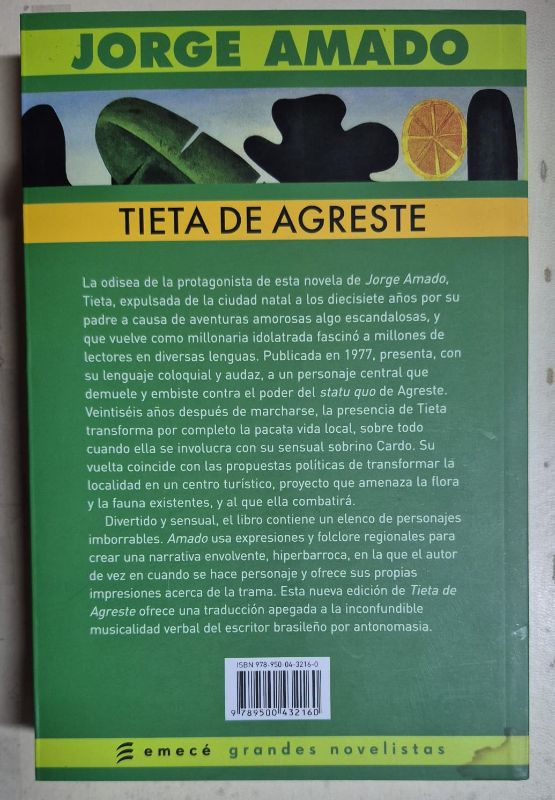 JORGE AMADO
TIETA DE AGRESTE
La odisea de la protagonista de esta novela de Jorge Amado,
Tieta, expulsada de la ciudad natal a los diecisiete años por su
padre a causa de aventuras amorosas algo escandalosas, y
que vuelve como millonaria idolatrada fascinó a millones de
lectores en diversas lenguas. Publicada en 1977, presenta, con
su lenguaje coloquial y audaz, a un personaje central que
demuele y embiste contra el poder del statu quo de Agreste.
Veintiséis años después de marcharse, la presencia de Tieta
transforma por completo la pacata vida local, sobre todo
cuando ella se involucra con su sensual sobrino Cardo. Su
vuelta coincide con las propuestas políticas de transformar la
localidad en un centro turístico, proyecto que amenaza la flora
y la fauna existentes, y al que ella combatirá.
Divertido y sensual, el libro contiene un elenco de personajes
imborrables. Amado usa expresiones y folclore regionales para
crear una narrativa envolvente, hiperbarroca, en la que el autor
de vez en cuando se hace personaje y ofrece sus propias
impresiones acerca de la trama. Esta nueva edición de Tieta de
Agreste ofrece una traducción apegada a la inconfundible
musicalidad verbal del escritor brasileño por antonomasia.
ISBN 978-950-04-3216-0
9 789500 432160
emecé grandes novelistas